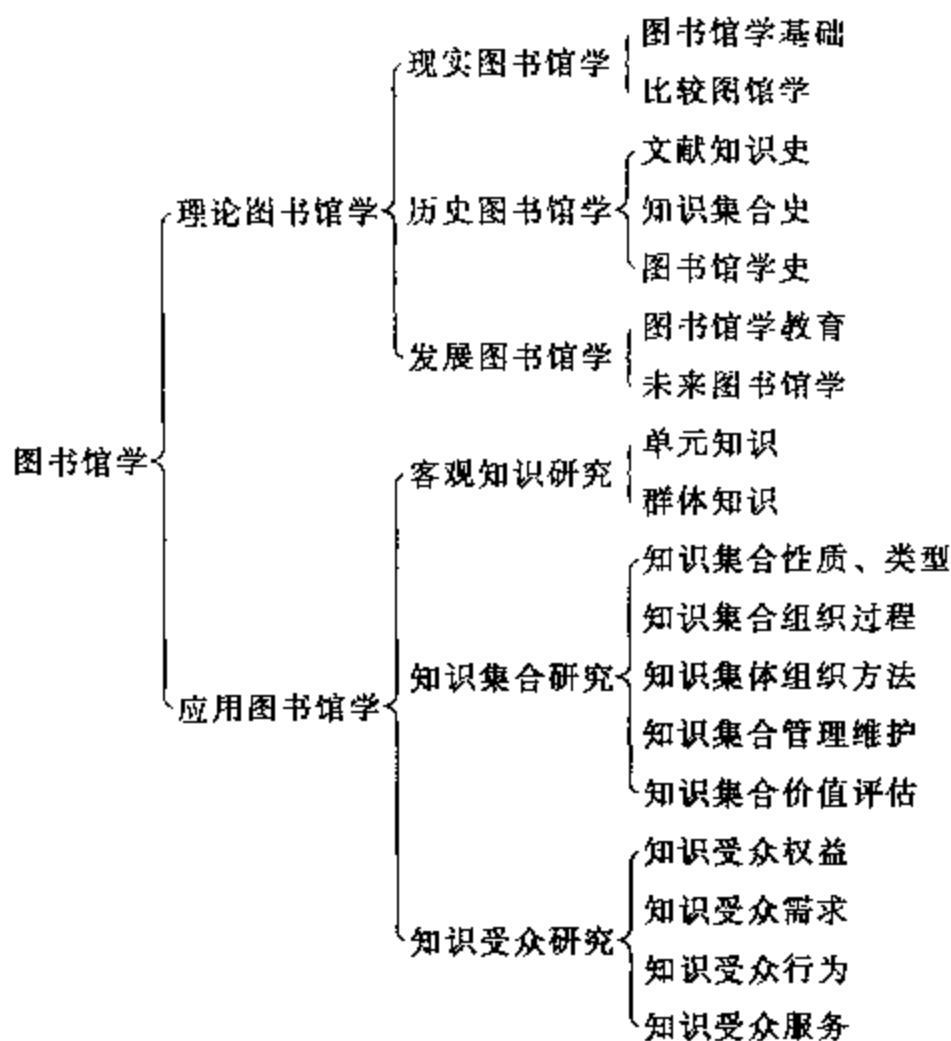 图书馆学
理论图书馆学
现实图书馆学
图书馆学基础
比较图馆学
历史图书馆学
文献知识史
知识集合史
图书馆学史
发展图书馆学
图书馆学教育
未来图书馆学
应用图书馆学
客观知识研究
单元知识
群体知识
知识集合研究
知识集合性质、类型
知识集合组织过程
知识集体组织方法
知识集合管理维护
知识集合价值评估
知识受众研究
知识受众权益
知识受众需求
知识受众行为
知识受众服务